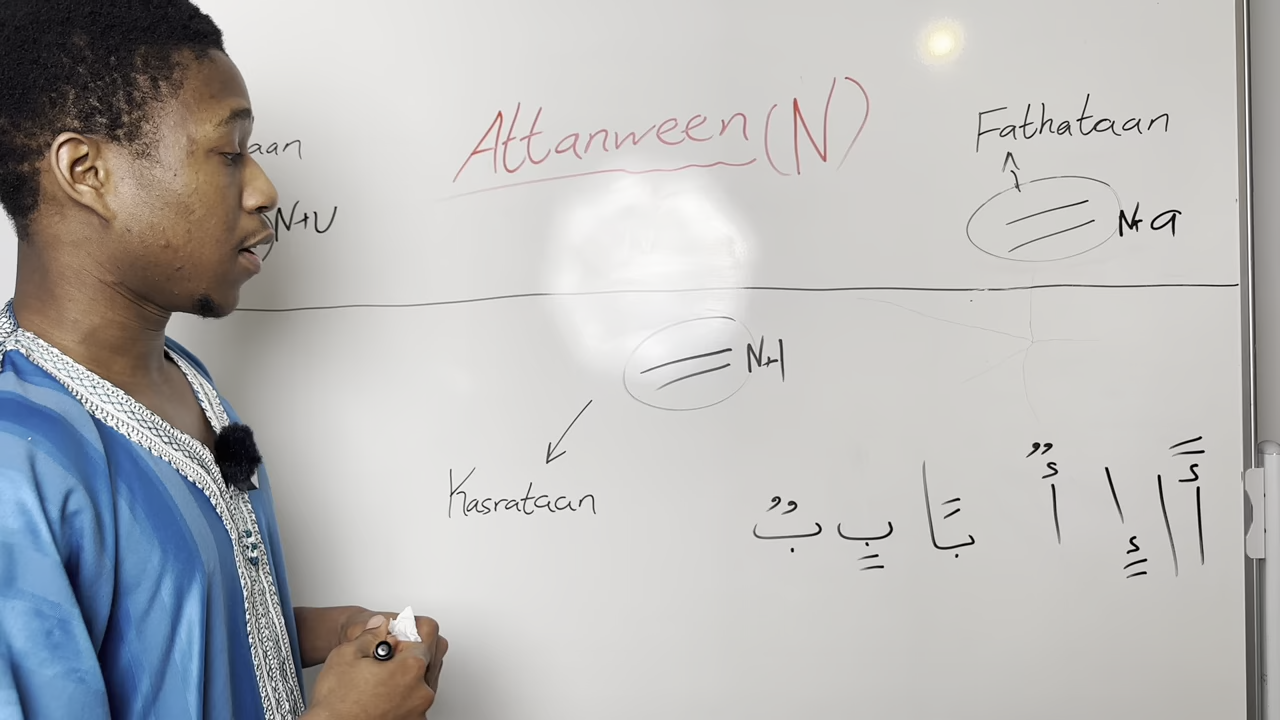 Attanween (N)
Fathataan
N+a
aan
N+U
N+I
Kasrataan
أً ا إٍ أٌ بًا بٍ بٌ